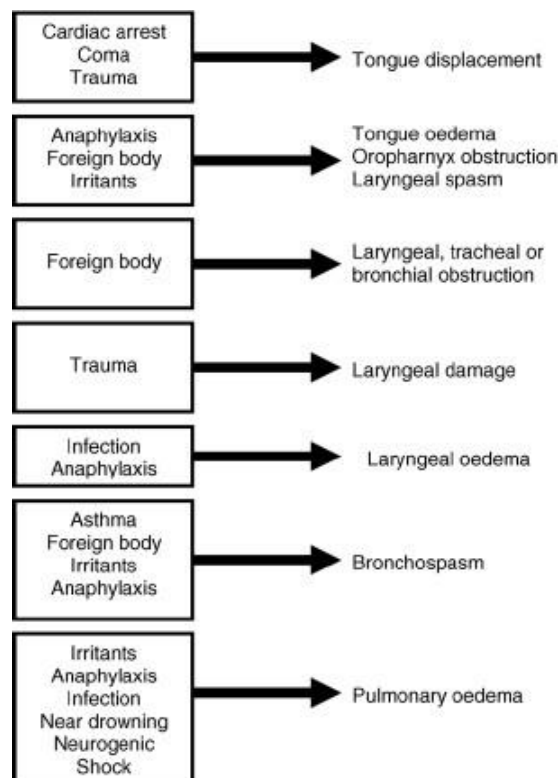 Cardiac arrest
Coma
Trauma
Tongue displacement
Anaphylaxis
Foreign body
Irritants
Tongue oedema
Oropharnyx obstruction
Laryngeal spasm
Foreign body
Laryngeal, tracheal or
bronchial obstruction
Trauma
Laryngeal damage
Infection
Anaphylaxis
Laryngeal oedema
Asthma
Foreign body
Irritants
Anaphylaxis
Bronchospasm
Irritants
Anaphylaxis
Infection
Near drowning
Neurogenic
Shock
Pulmonary oedema